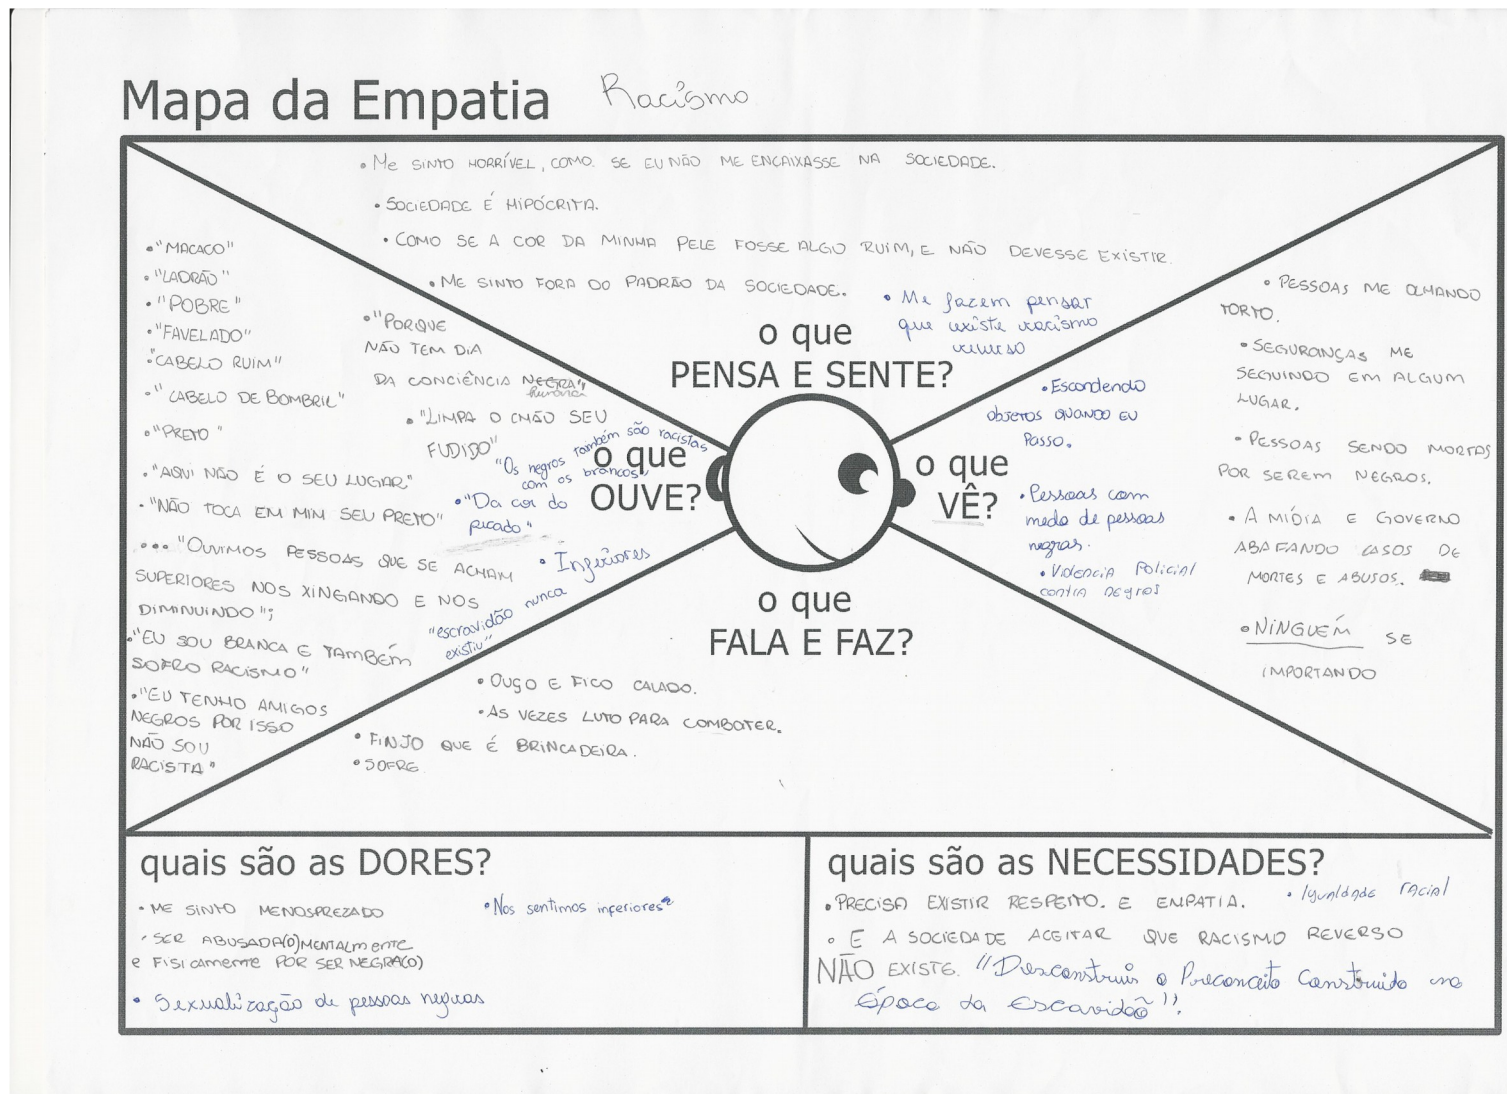 Mapa da Empatia Racismo
• ME SINTO HORRÍVEL, COMO SE EU NÃO ME ENCAIXASSE NA SOCIEDADE.
• SOCIEDADE É HIPÓCRITA.
• COMO SE A COR DA MINHA PELE FOSSE ALGO RUIM, E NÃO DEVESSE EXISTIR.
• ME SINTO FORA DO PADRÃO DA SOCIEDADE.
• Me fazem pensar
que existe racismo
reverso
o que
PENSA E SENTE?
• "MACACO"
• "LADRÃO"
• "POBRE"
• "FAVELADO"
• "CABELO RUIM"
• "CABELO DE BOMBRIL"
• "PRETO"
• "AQUI NÃO É O SEU LUGAR"
• "NÃO TOCA EM MIM SEU PRETO"
••• "OUVIMOS PESSOAS QUE SE ACHAM
SUPERIORES NOS XINGANDO E NOS
DIMINUINDO";
• "EU SOU BRANCA E TAMBÉM
SOFRO RACISMO"
• "EU TENHO AMIGOS
NEGROS POR ISSO
NÃO SOU
RACISTA"
• "PORQUE
NÃO TEM DIA
DA CONCIÊNCIA NEGRA"
humana
• "LIMPA O CHÃO SEU
FUDIDO"
"Os negros também são racistas
com os brancos"
• "Da cor do
pecado"
• Inferiores
"escravidão nunca
existiu"
o que
OUVE?
o que
VÊ?
• Escondendo
objetos quando eu
Passo.
• Pessoas com
medo de pessoas
negras.
• Violencia Policial
contra negros
• PESSOAS ME OLHANDO
TORTO.
• SEGURANÇAS ME
SEGUINDO EM ALGUM
LUGAR.
• PESSOAS SENDO MORTAS
POR SEREM NEGROS.
• A MÍDIA E GOVERNO
ABAFANDO CASOS DE
MORTES E ABUSOS.
• NINGUÉM SE
IMPORTANDO
o que
FALA E FAZ?
• OUÇO E FICO CALADO.
• AS VEZES LUTO PARA COMBATER.
• FINJO QUE É BRINCADEIRA.
• SOFRE
quais são as DORES?
• ME SINTO MENOSPREZADO
• Nos sentimos inferiores
• SER ABUSADA(O) MENTALMENTE
E FISICAMENTE POR SER NEGRA(O)
• Sexualização de pessoas negras
quais são as NECESSIDADES?
• PRECISA EXISTIR RESPEITO. E EMPATIA.
• Igualdade racial
• E A SOCIEDADE ACEITAR QUE RACISMO REVERSO
NÃO EXISTE. "Desconstruir o Preconceito Construido na
Época da Escravidão"!